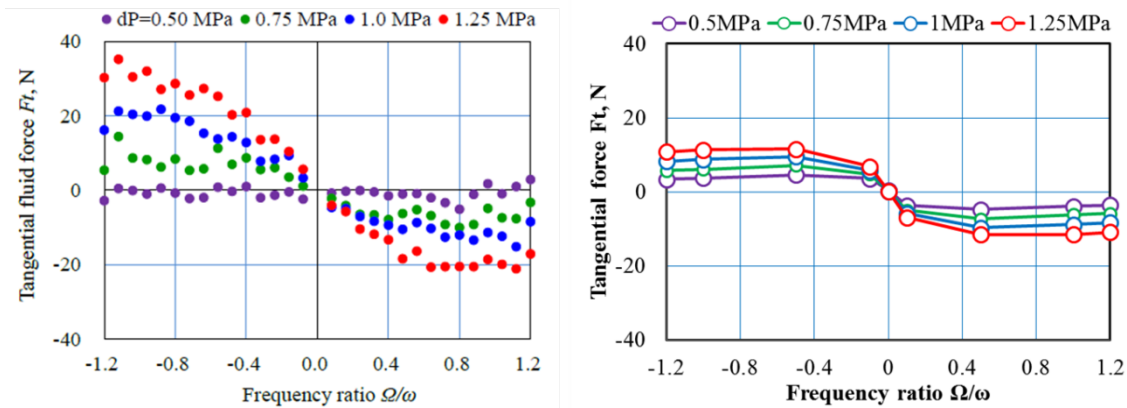 dP=0.50 MPa 0.75 MPa 1.0 MPa 1.25 MPa
40
20
0
-20
-40
-1.2 -0.8 -0.4 0.0 0.4 0.8 1.2
Tangential fluid force Ft, N
Frequency ratio Ω/ω
0.5MPa 0.75MPa 1MPa 1.25MPa
40
20
0
-20
-40
-1.2 -0.8 -0.4 0 0.4 0.8 1.2
Tangential force Ft, N
Frequency ratio Ω/ω